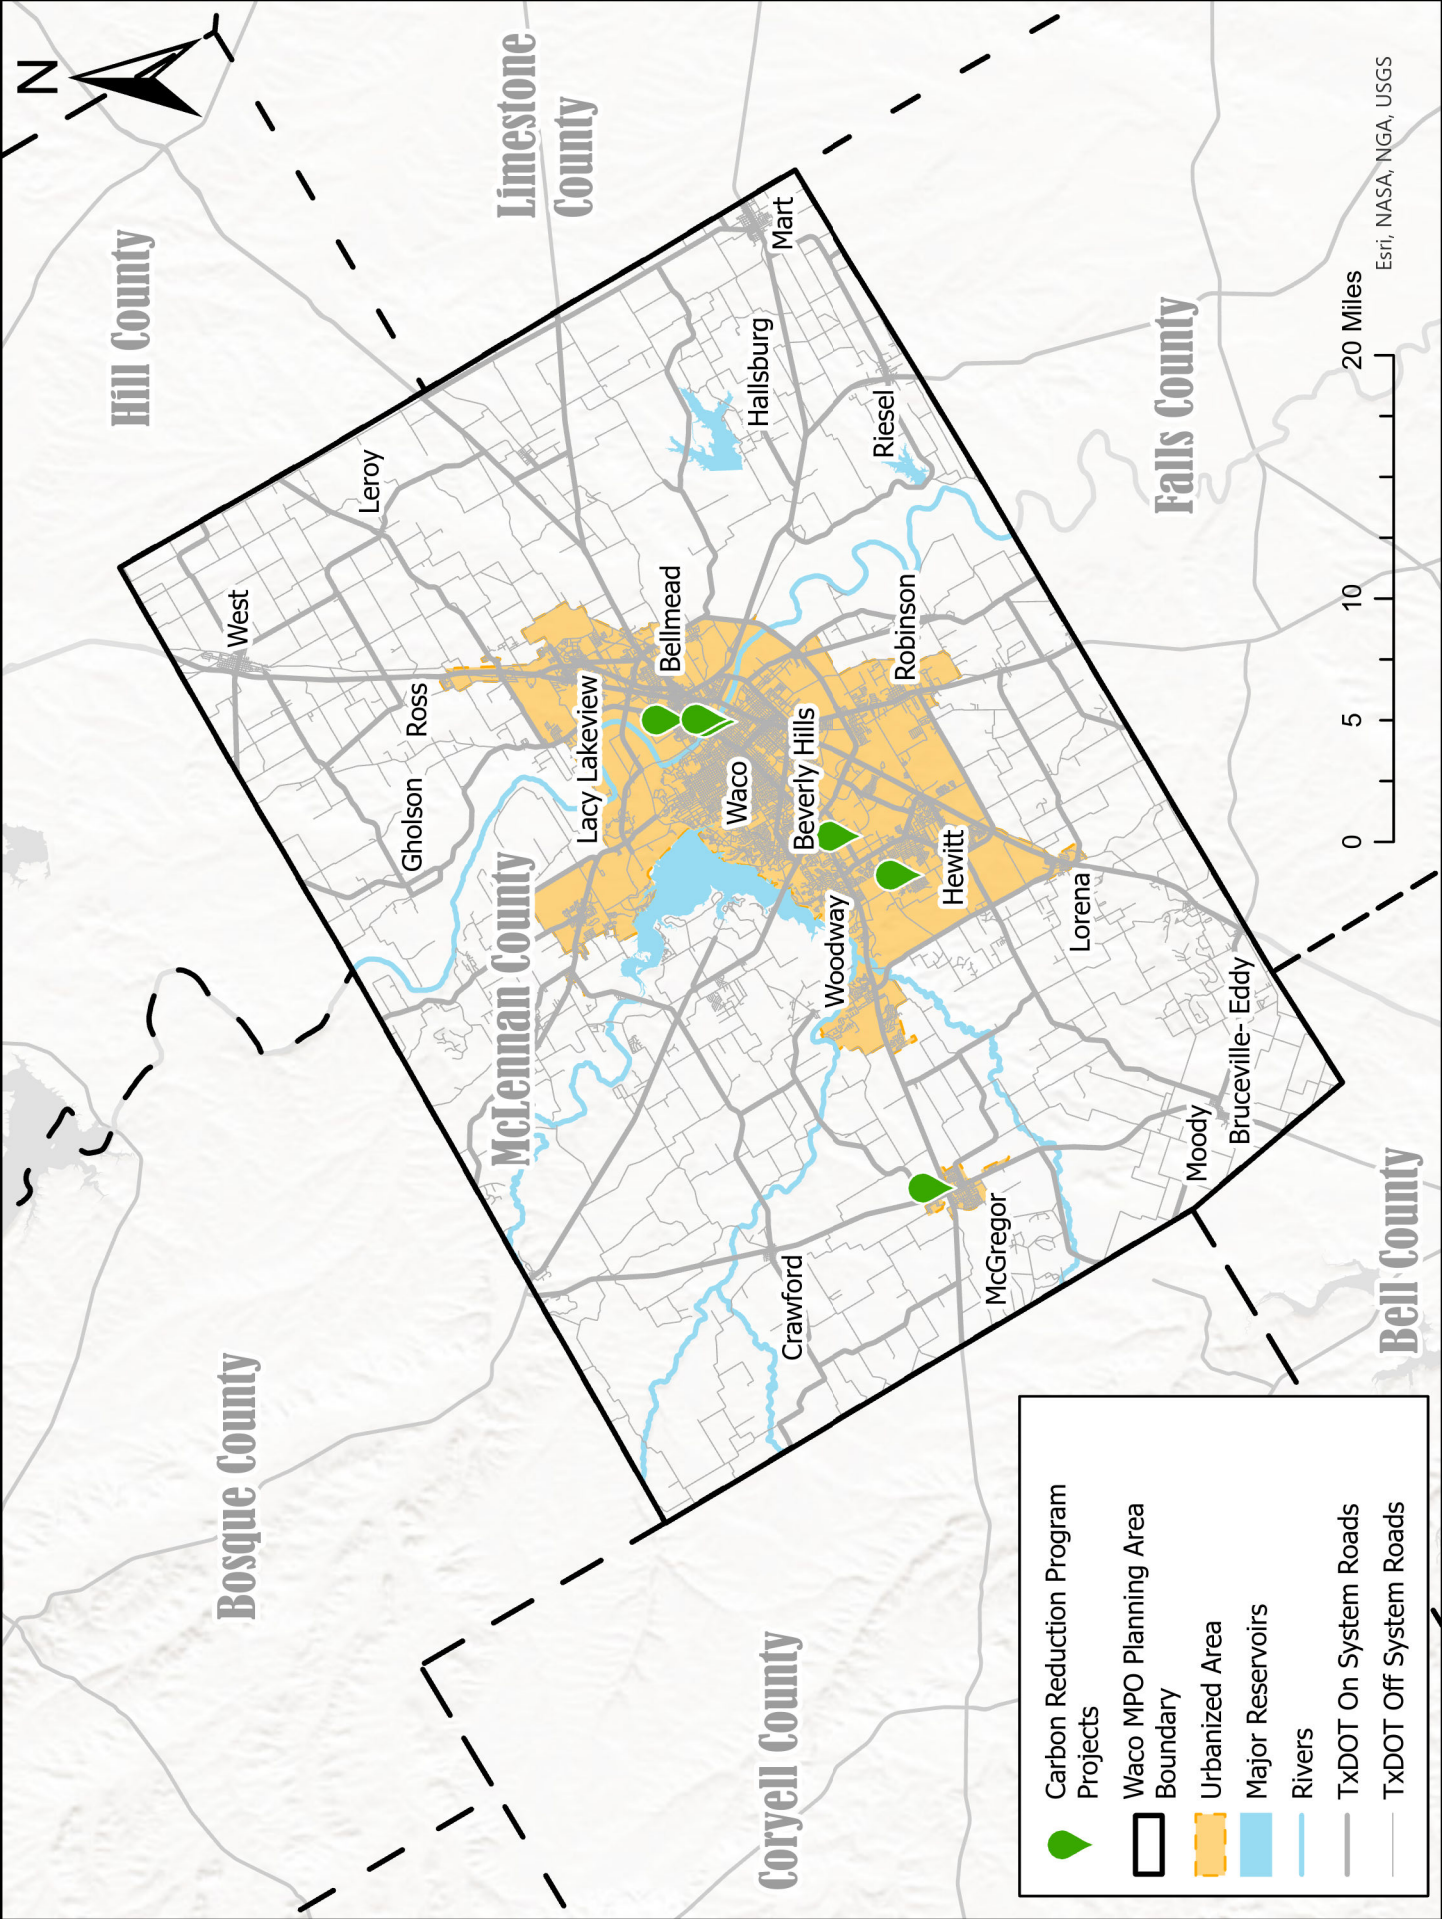 N
Hill County
Limestone
County
Bosque County
McLennan County
Coryell County
Falls County
Bell County
West
Leroy
Ross
Gholson
Lacy Lakeview
Bellmead
Hallsburg
Mart
Riesel
Waco
Beverly Hills
Robinson
Woodway
Hewitt
Lorena
Crawford
McGregor
Moody
Bruceville- Eddy
Carbon Reduction Program
Projects
Waco MPO Planning Area
Boundary
Urbanized Area
Major Reservoirs
Rivers
TxDOT On System Roads
TxDOT Off System Roads
0 5 10 20 Miles
Esri, NASA, NGA, USGS